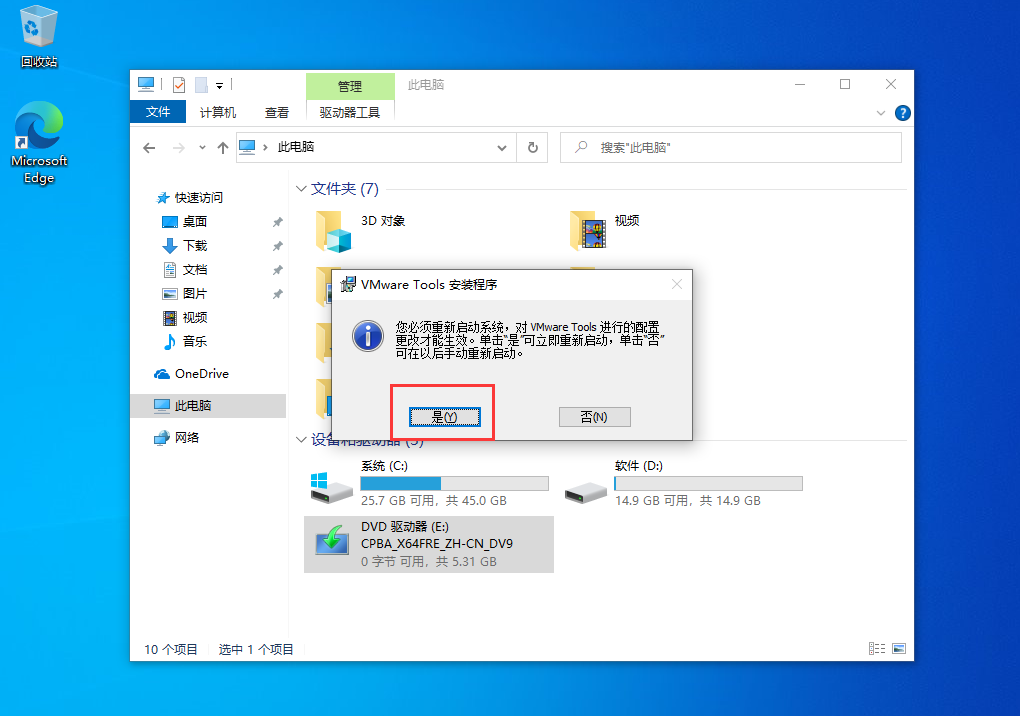 回收站
Microsoft
Edge
管理
此电脑
文件
计算机
查看
驱动器工具
此电脑
搜索"此电脑"
快速访问
桌面
下载
文档
图片
视频
音乐
OneDrive
此电脑
网络
文件夹 (7)
3D 对象
视频
VMware Tools 安装程序
您必须重新启动系统，对 VMware Tools 进行的配置
更改才能生效。单击“是”可立即重新启动，单击“否”
可在以后手动重新启动。
是(Y)
否(N)
设备和驱动器 (3)
系统 (C:)
25.7 GB 可用，共 45.0 GB
软件 (D:)
14.9 GB 可用，共 14.9 GB
DVD 驱动器 (E:)
CPBA_X64FRE_ZH-CN_DV9
0 字节 可用，共 5.31 GB
10 个项目
选中 1 个项目